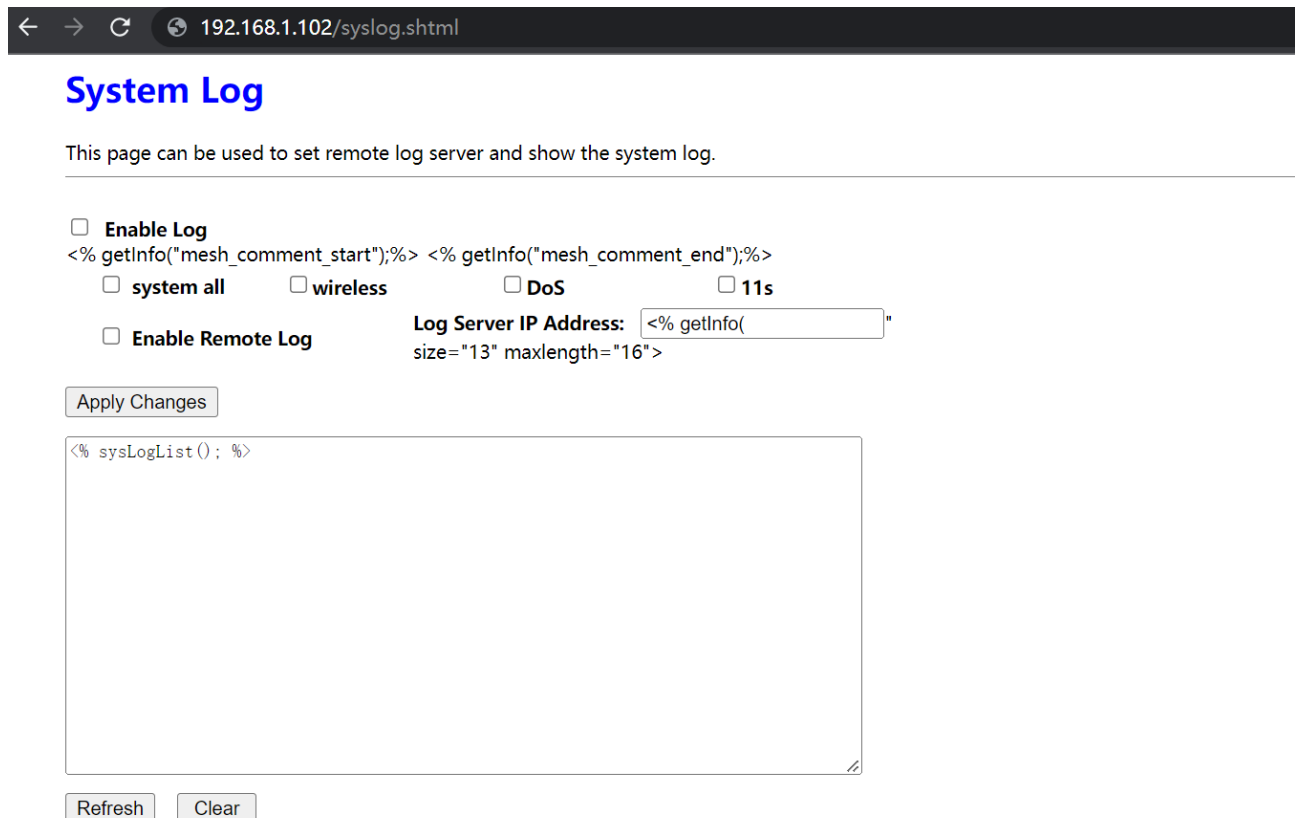 192.168.1.102/syslog.shtml
System Log
This page can be used to set remote log server and show the system log.
Enable Log
<% getInfo("mesh_comment_start");%> <% getInfo("mesh_comment_end");%>
system all wireless DoS 11s
Enable Remote Log Log Server IP Address: <% getInfo( "
size="13" maxlength="16">
Apply Changes
<% sysLogList(); %>
Refresh Clear